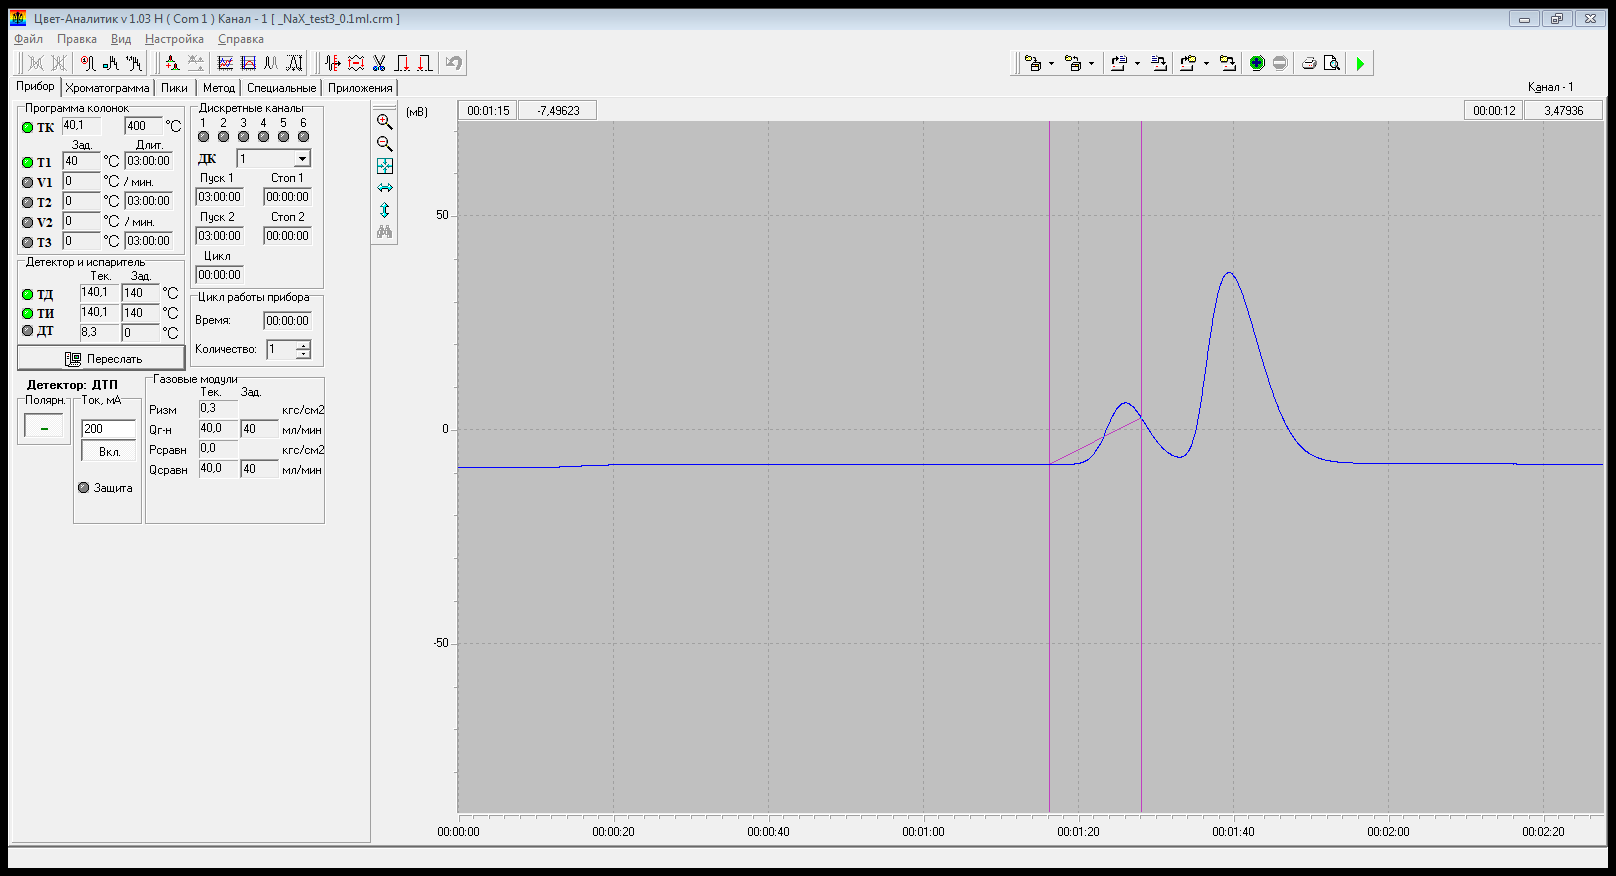 Цвет-Аналитик v 1.03 Н ( Com 1 ) Канал - 1 [ _NaX_test3_0.1ml.crm ]
Файл Правка Вид Настройка Справка
Прибор Хроматограмма Пики Метод Специальные Приложения
Канал - 1
Программа колонок
ТК 40,1 400 °C
Зад. Длит.
Т1 40 °C 03:00:00
V1 0 °C / мин.
Т2 0 °C 03:00:00
V2 0 °C / мин.
Т3 0 °C 03:00:00
Детектор и испаритель
Тек. Зад.
ТД 140,1 140 °C
ТИ 140,1 140 °C
ДТ 8,3 0 °C
Переслать
Детектор: ДТП
Полярн.
–
Ток, мА
200
Вкл.
Защита
Дискретные каналы
1 2 3 4 5 6
ДК 1
Пуск 1 Стоп 1
03:00:00 00:00:00
Пуск 2 Стоп 2
03:00:00 00:00:00
Цикл
00:00:00
Цикл работы прибора
Время: 00:00:00
Количество: 1
Газовые модули
Тек. Зад.
Ризм 0,3 кгс/см2
Qг-н 40,0 40 мл/мин
Рсравн 0,0 кгс/см2
Qсравн 40,0 40 мл/мин
(мВ)
00:01:15 -7,49623
00:00:12 3,47936
50
0
-50
00:00:00 00:00:20 00:00:40 00:01:00 00:01:20 00:01:40 00:02:00 00:02:20